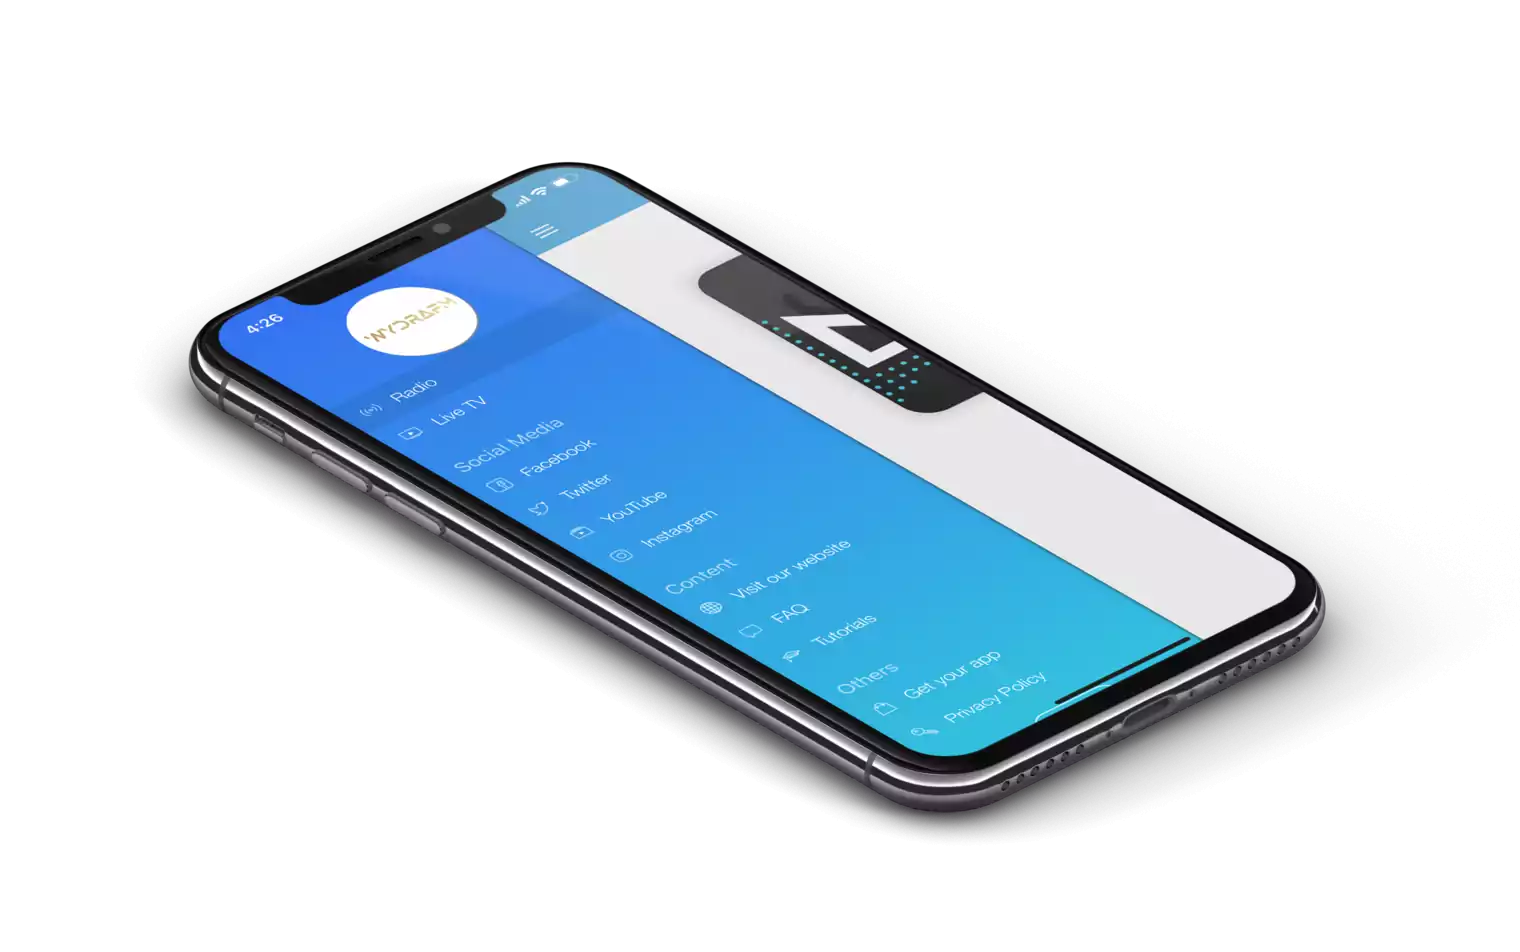 4:26
WYDRAFM
Radio
Live TV
Social Media
Facebook
Twitter
YouTube
Instagram
Content
Visit our website
FAQ
Tutorials
Others
Get your app
Privacy Policy